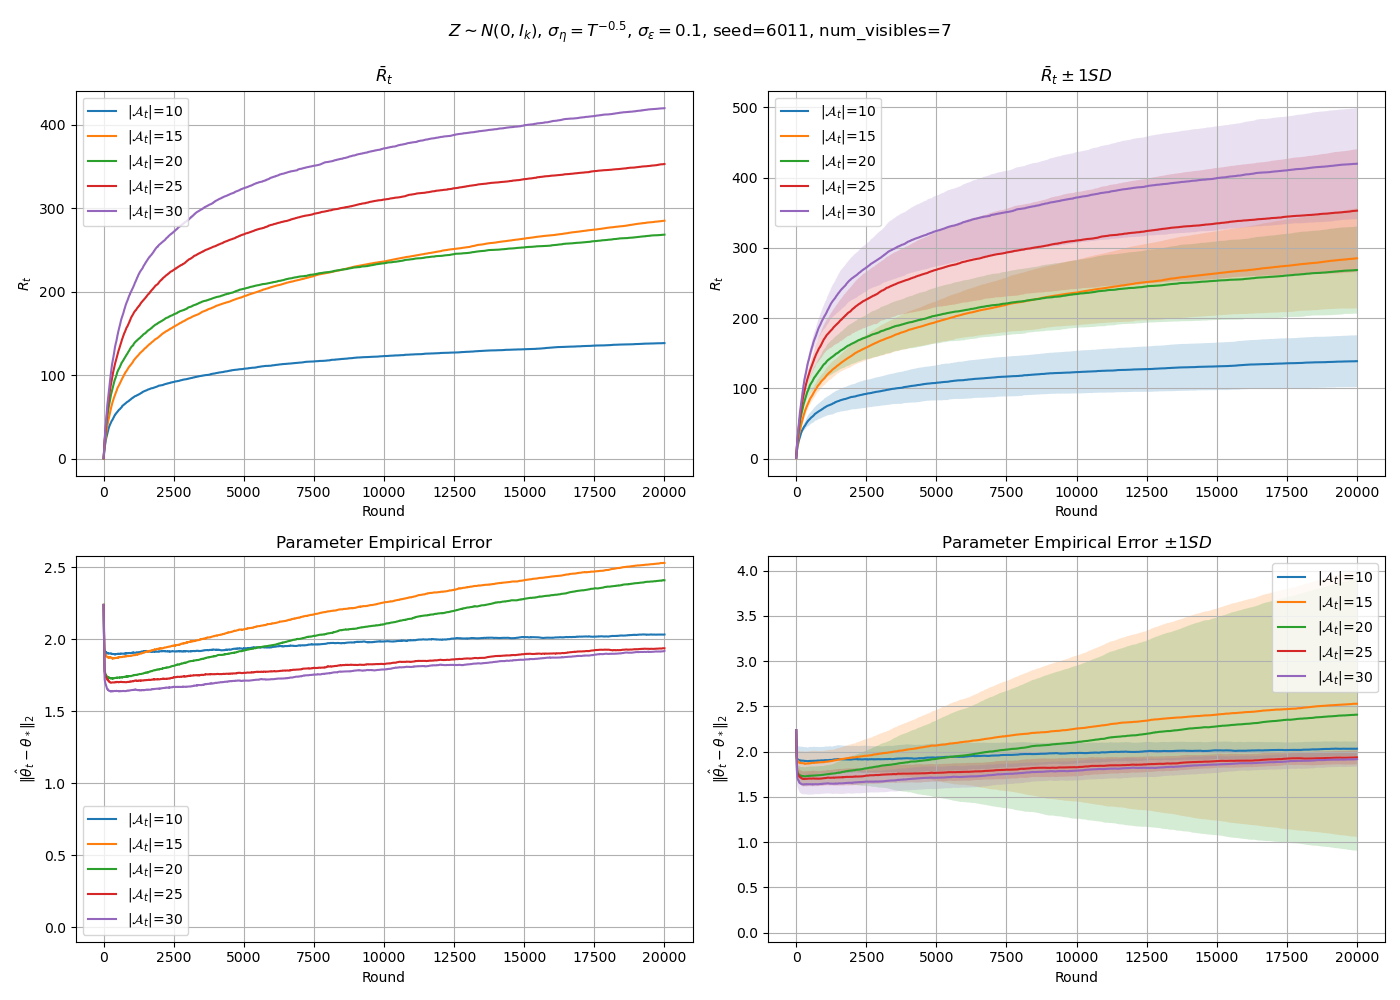 Z ∼ N(0, I_k), σ_η = T^{−0.5}, σ_ε = 0.1, seed=6011, num_visibles=7
R̄_t
400
300
200
100
0
R_t
|𝒜_t|=10
|𝒜_t|=15
|𝒜_t|=20
|𝒜_t|=25
|𝒜_t|=30
0 2500 5000 7500 10000 12500 15000 17500 20000
Round
R̄_t ± 1SD
500
400
300
200
100
0
R_t
|𝒜_t|=10
|𝒜_t|=15
|𝒜_t|=20
|𝒜_t|=25
|𝒜_t|=30
0 2500 5000 7500 10000 12500 15000 17500 20000
Round
Parameter Empirical Error
2.5
2.0
1.5
1.0
0.5
0.0
‖θ̂_t − θ_*‖_2
|𝒜_t|=10
|𝒜_t|=15
|𝒜_t|=20
|𝒜_t|=25
|𝒜_t|=30
0 2500 5000 7500 10000 12500 15000 17500 20000
Round
Parameter Empirical Error ±1SD
4.0
3.5
3.0
2.5
2.0
1.5
1.0
0.5
0.0
‖θ̂_t − θ_*‖_2
|𝒜_t|=10
|𝒜_t|=15
|𝒜_t|=20
|𝒜_t|=25
|𝒜_t|=30
0 2500 5000 7500 10000 12500 15000 17500 20000
Round